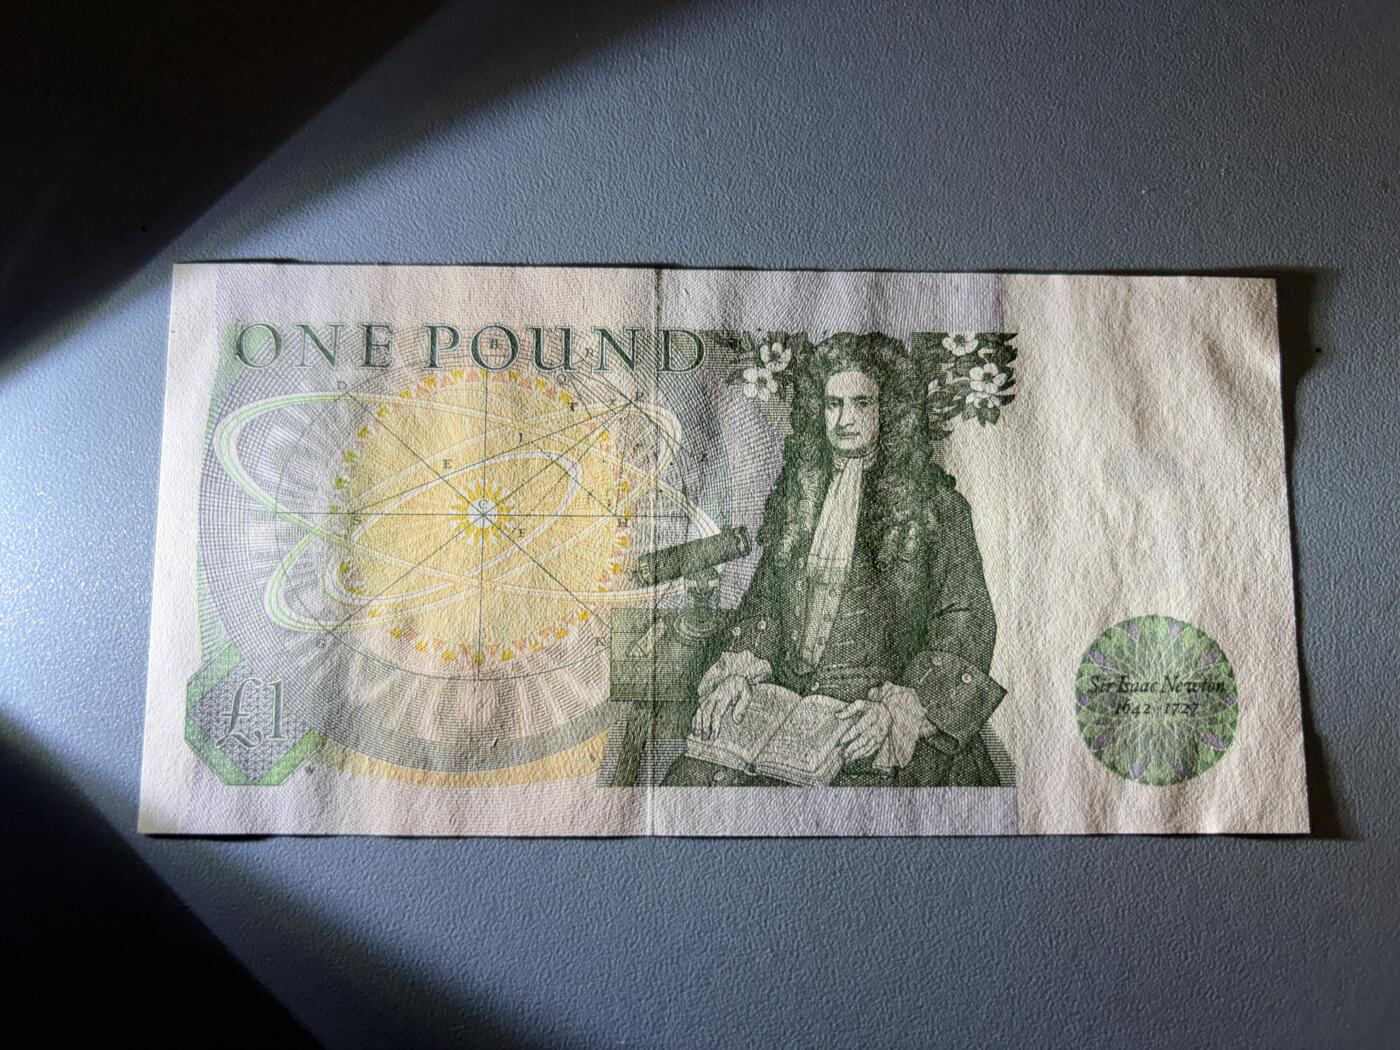 ONE POUND
£1
Sir Isaac Newton
1642-1727
B
D
P
I
E
C
S
F
H